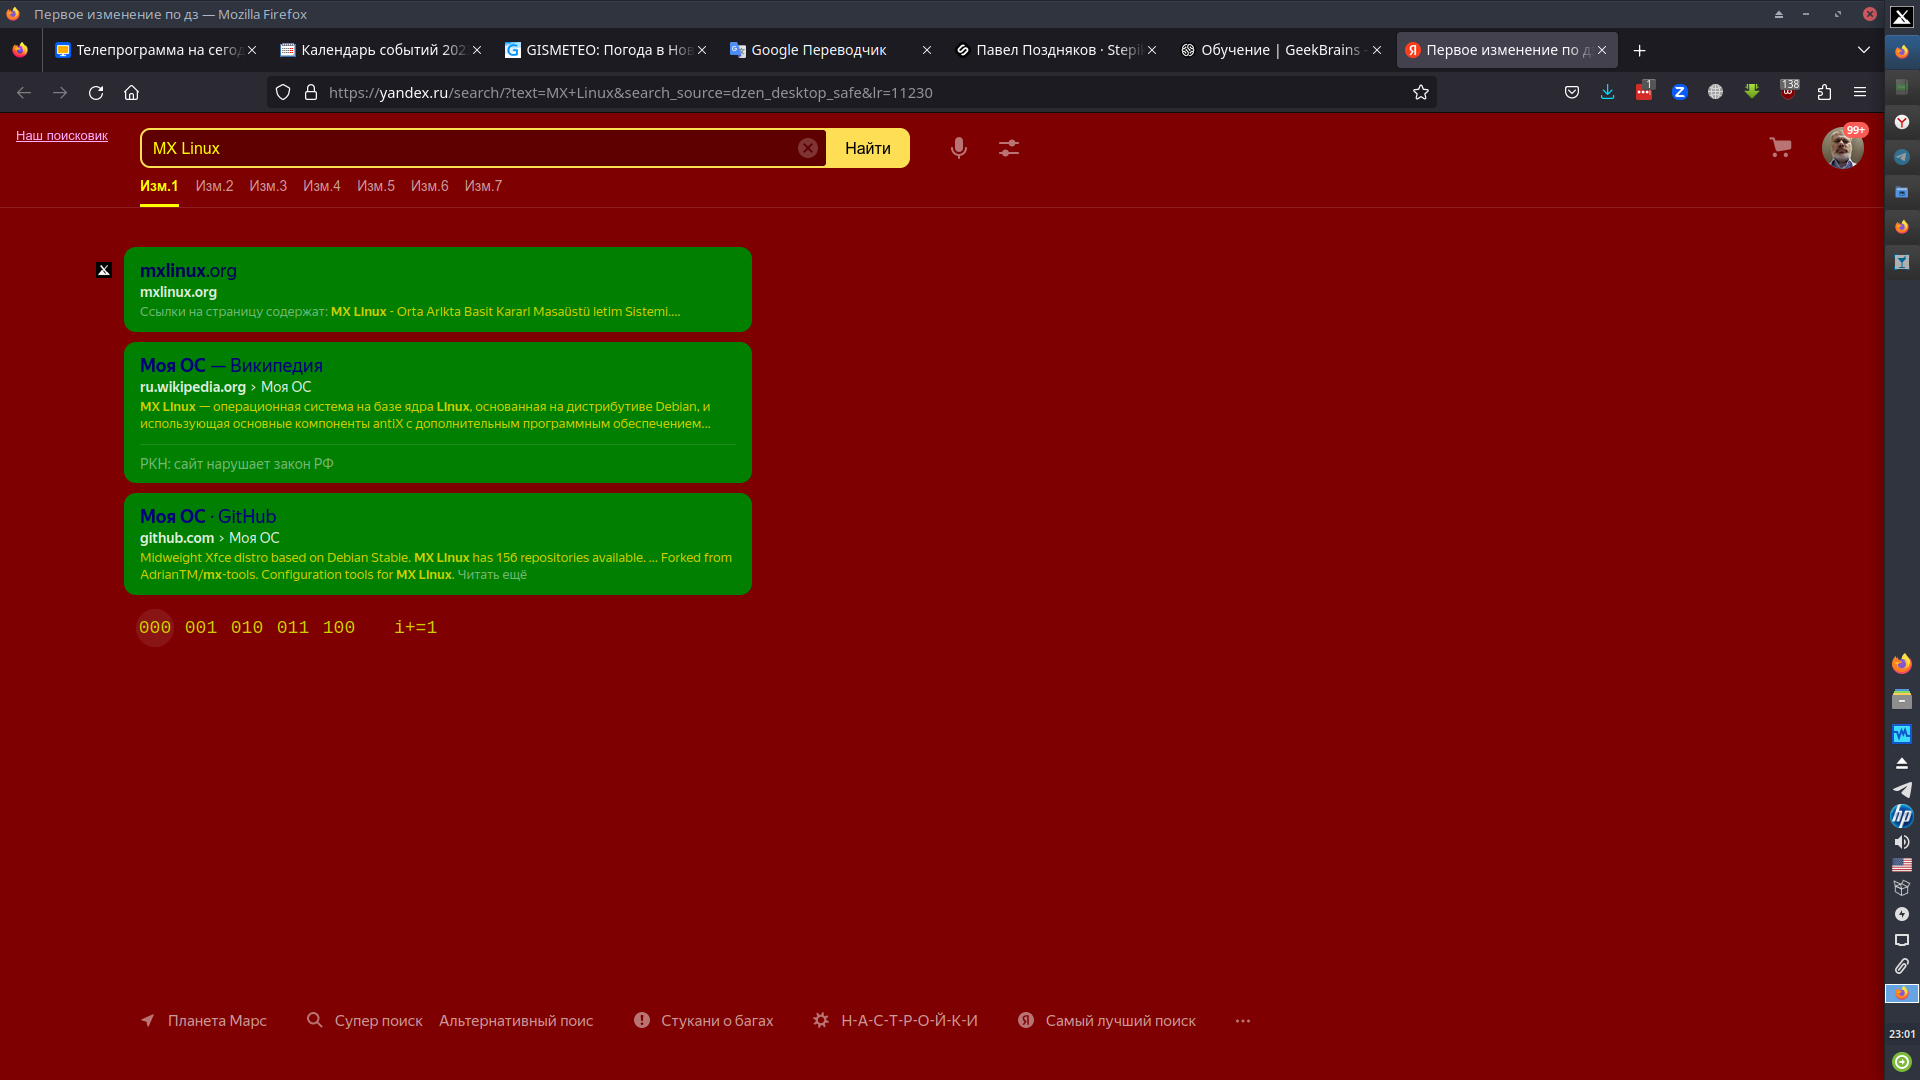 Первое изменение по дз — Mozilla Firefox
Телепрограмма на сегод
Календарь событий 202
GISMETEO: Погода в Нов
Google Переводчик
Павел Поздняков · Stepi
Обучение | GeekBrains -
Первое изменение по д
https://yandex.ru/search/?text=MX+Linux&search_source=dzen_desktop_safe&lr=11230
1
138
Наш поисковик
MX Linux
Найти
99+
Изм.1 Изм.2 Изм.3 Изм.4 Изм.5 Изм.6 Изм.7
mxlinux.org
mxlinux.org
Ссылки на страницу содержат: MX Linux - Orta Arlkta Basit Kararl Masaüstü letim Sistemi....
Моя ОС — Википедия
ru.wikipedia.org › Моя ОС
MX Linux — операционная система на базе ядра Linux, основанная на дистрибутиве Debian, и
использующая основные компоненты antiX с дополнительным программным обеспечением...
РКН: сайт нарушает закон РФ
Моя ОС · GitHub
github.com › Моя ОС
Midweight Xfce distro based on Debian Stable. MX Linux has 156 repositories available. ... Forked from
AdrianTM/mx-tools. Configuration tools for MX Linux. Читать ещё
000 001 010 011 100 i+=1
Планета Марс Супер поиск Альтернативный поис Стукани о багах Н-А-С-Т-Р-О-Й-К-И Самый лучший поиск ...
hp
23:01